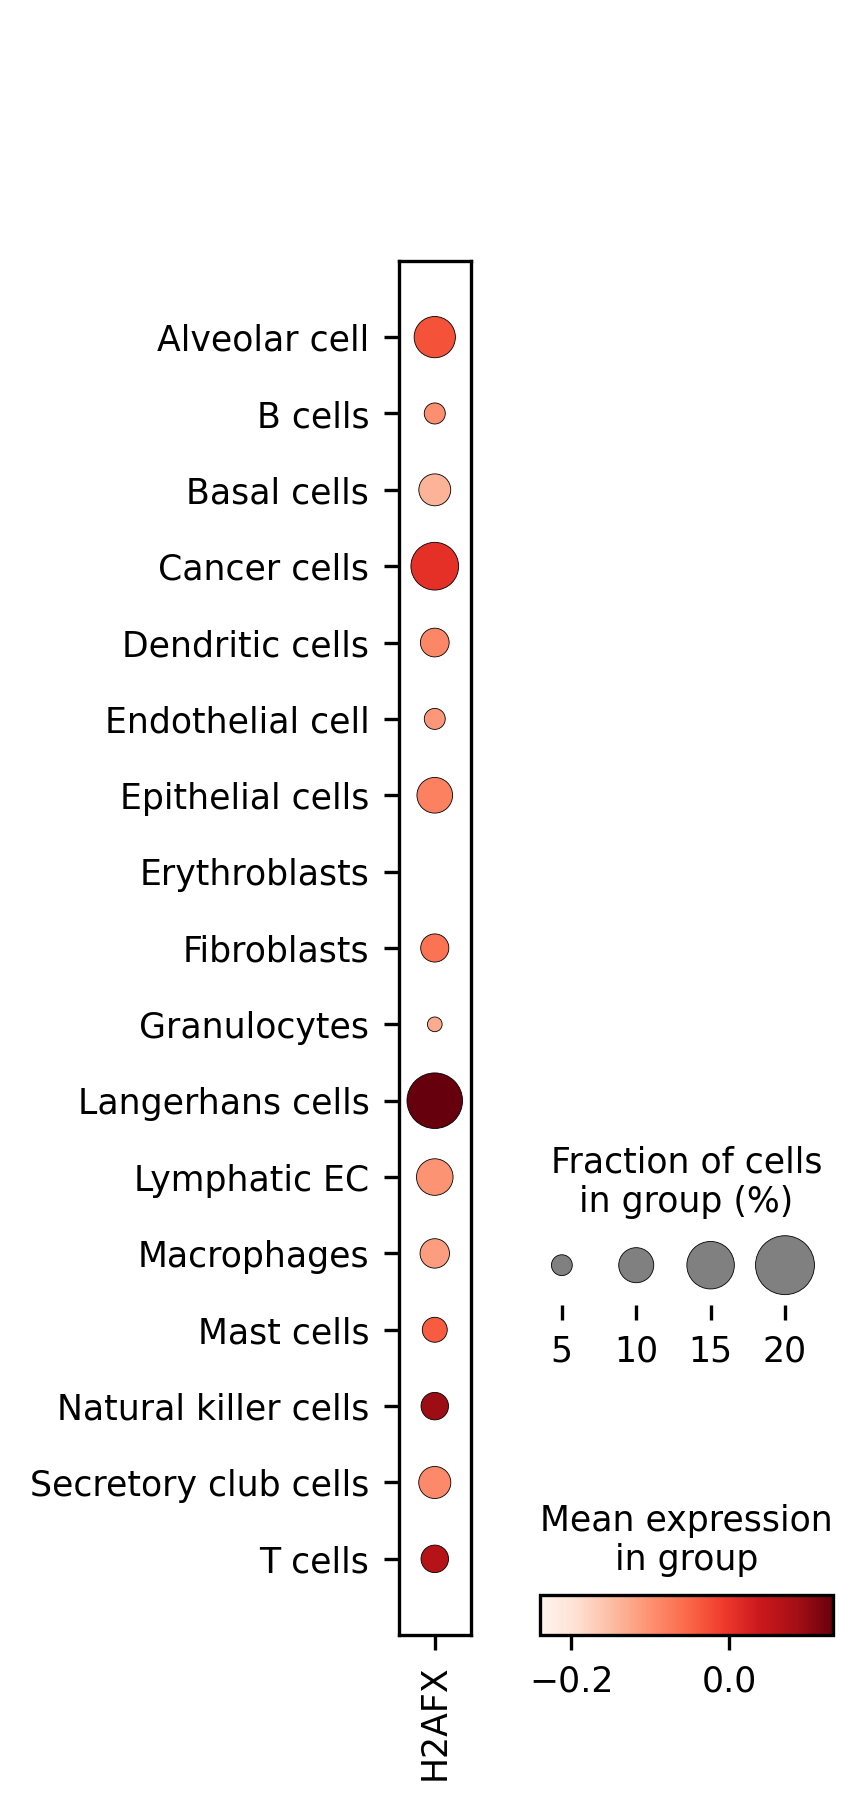 Alveolar cell
B cells
Basal cells
Cancer cells
Dendritic cells
Endothelial cell
Epithelial cells
Erythroblasts
Fibroblasts
Granulocytes
Langerhans cells
Lymphatic EC
Macrophages
Mast cells
Natural killer cells
Secretory club cells
T cells
H2AFX
Fraction of cells
in group (%)
5 10 15 20
Mean expression
in group
−0.2 0.0